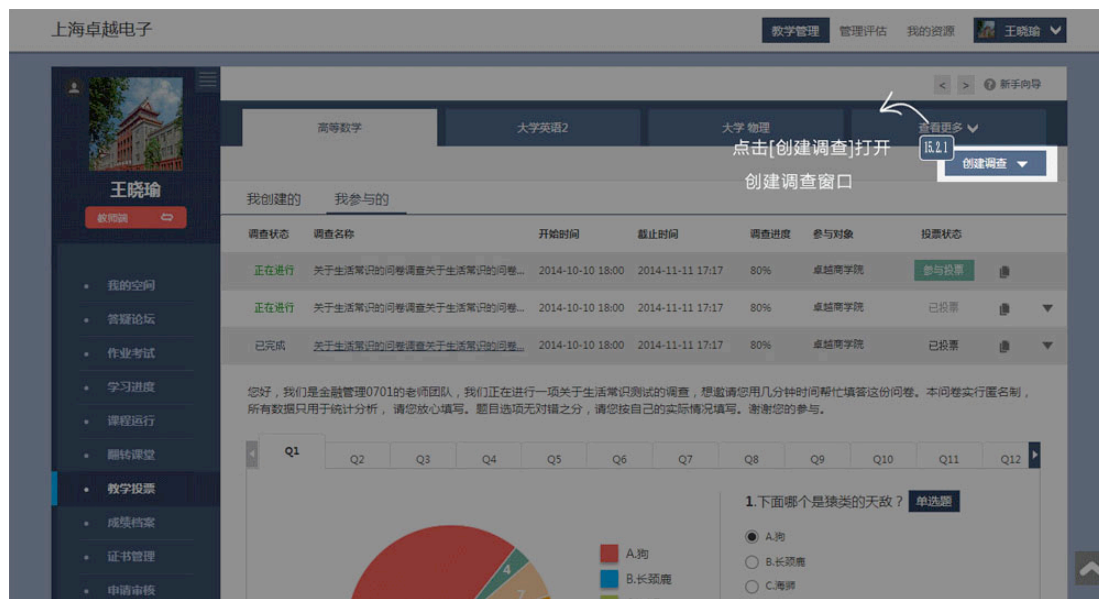 上海卓越电子
教学管理 管理评估 我的资源 王晓瑜
< > 新手向导
高等数学 大学英语2 大学 物理 查看更多
15.2.1
点击[创建调查]打开
创建调查窗口
创建调查
王晓瑜
教师端
我创建的 我参与的
调查状态 调查名称 开始时间 截止时间 调查进度 参与对象 投票状态
正在进行 关于生活常识的问卷调查关于生活常识的问卷... 2014-10-10 18:00 2014-11-11 17:17 80% 卓越商学院 参与投票
正在进行 关于生活常识的问卷调查关于生活常识的问卷... 2014-10-10 18:00 2014-11-11 17:17 80% 卓越商学院 已投票
已完成 关于生活常识的问卷调查关于生活常识的问卷... 2014-10-10 18:00 2014-11-11 17:17 80% 卓越商学院 已投票
我的空间
答疑论坛
作业考试
学习进度
课程运行
翻转课堂
教学投票
成绩档案
证书管理
申请审核
您好，我们是金融管理0701的老师团队，我们正在进行一项关于生活常识测试的调查，想邀请您用几分钟时间帮忙填答这份问卷。本问卷实行匿名制，
所有数据只用于统计分析， 请您放心填写。题目选项无对错之分，请您按自己的实际情况填写。谢谢您的参与。
Q1 Q2 Q3 Q4 Q5 Q6 Q7 Q8 Q9 Q10 Q11 Q12
1.下面哪个是猿类的天敌？ 单选题
A.狗
B.长颈鹿
C.海狮
4
7
A.狗
B.长颈鹿